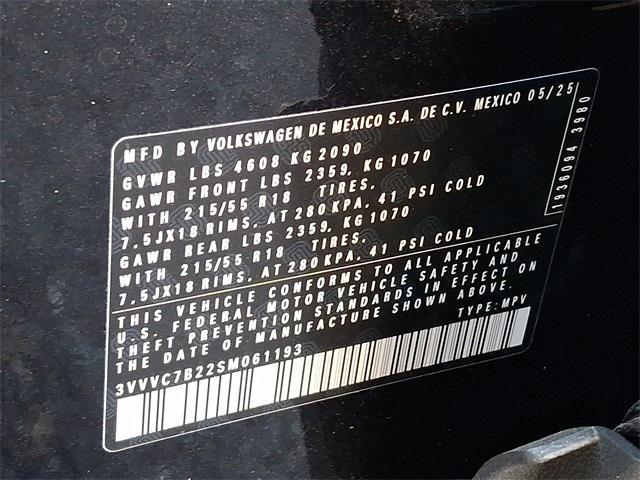 MFD BY VOLKSWAGEN DE MEXICO S.A. DE C.V. MEXICO 05/25
GVWR LBS 4608 KG 2090
GAWR FRONT LBS 2359, KG 1070
WITH 215/55 R18 TIRES,
7,5JX18 RIMS, AT 280 KPA, 41 PSI COLD
GAWR REAR LBS 2359, KG 1070
WITH 215/55 R18 TIRES,
7,5JX18 RIMS, AT 280 KPA, 41 PSI COLD
THIS VEHICLE CONFORMS TO ALL APPLICABLE
U.S. FEDERAL MOTOR VEHICLE SAFETY AND
THEFT PREVENTION STANDARDS IN EFFECT ON
THE DATE OF MANUFACTURE SHOWN ABOVE.
TYPE: MPV
3VVVC7B22SM061193
1936094 3980